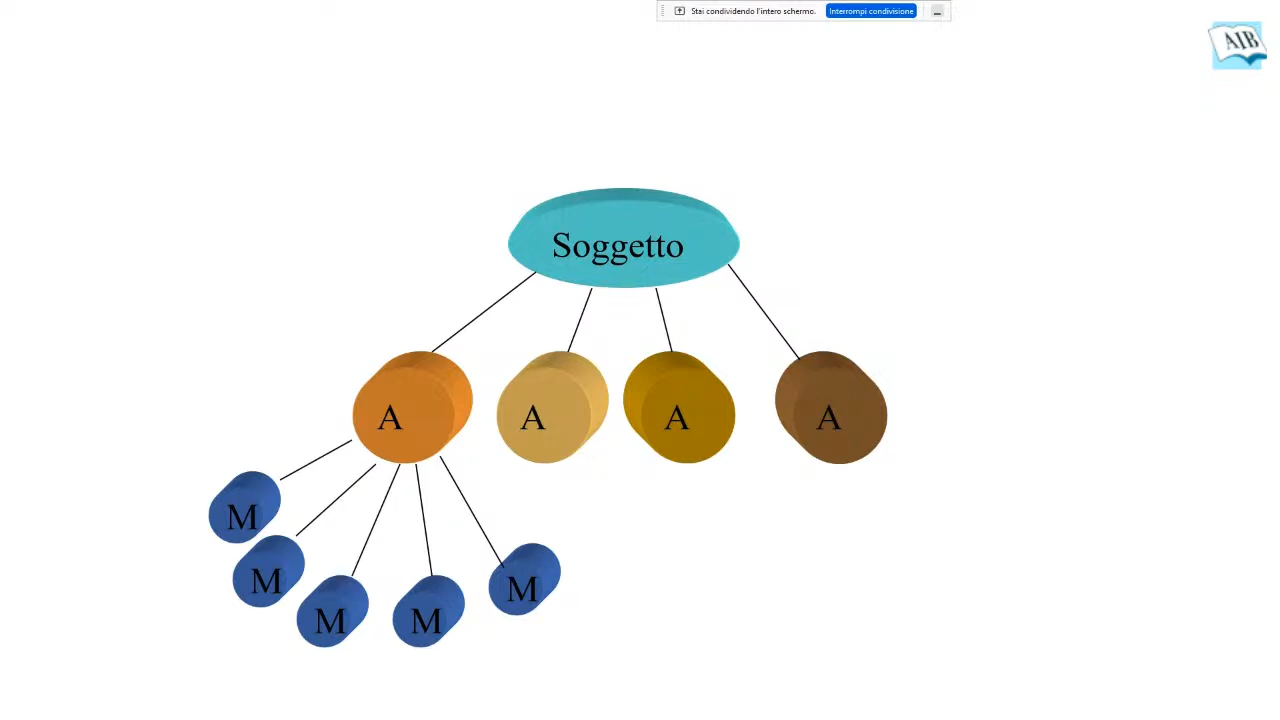 Stai condividendo l'intero schermo. Interrompi condivisione
AIB
Soggetto
A A A A
M
M
M M M